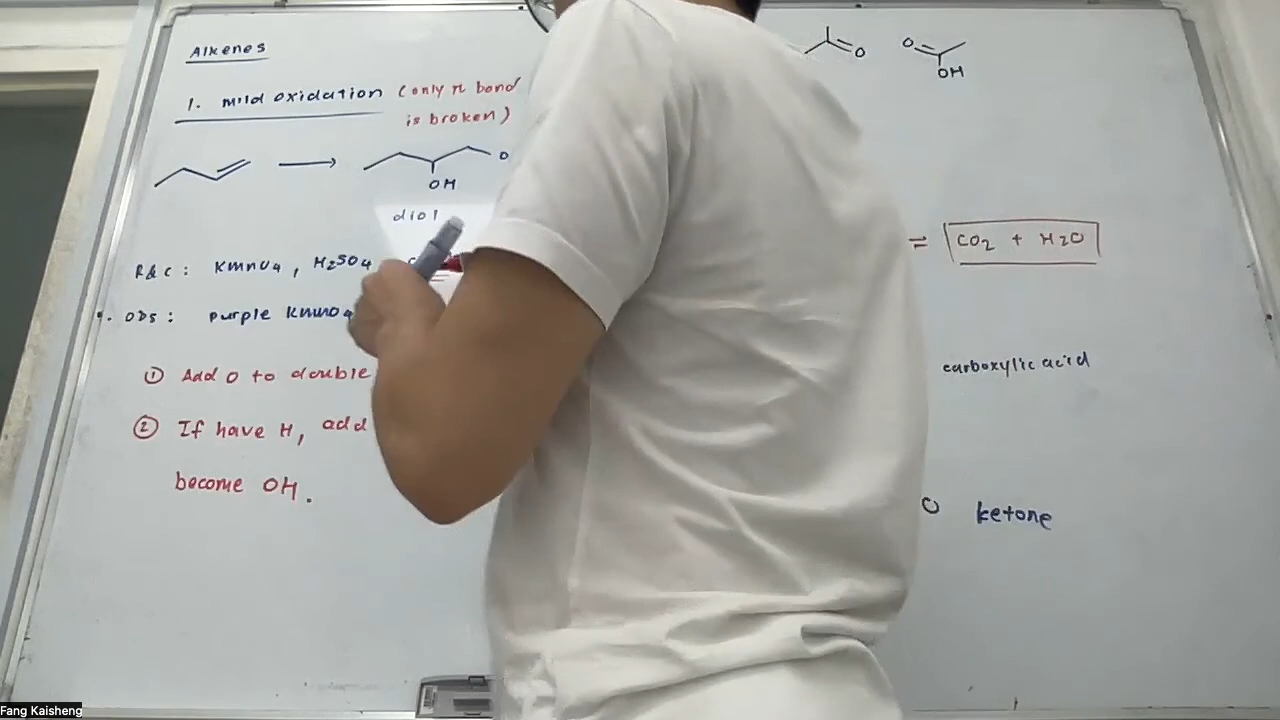 Alkenes
1. Mild oxidation (only π bond
is broken)
O
OH
diol
R&C: KMnO4, H2SO4
ODS: purple KMnO4
① Add O to double
② If have H, add
become OH.
O O
OH
⇌ CO2 + H2O
carboxylic acid
O ketone
Fang Kaisheng